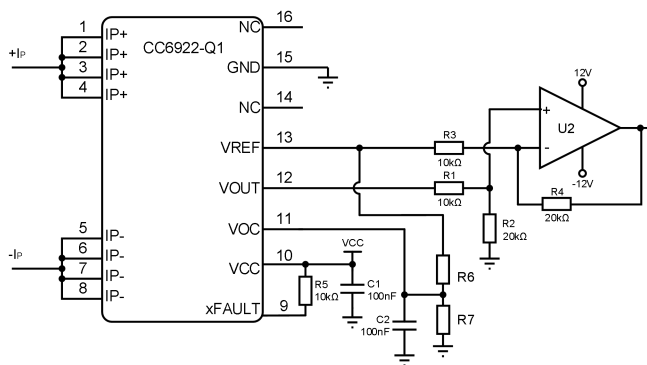 CC6922-Q1
+IP
1 IP+
2 IP+
3 IP+
4 IP+
-IP
5 IP-
6 IP-
7 IP-
8 IP-
NC 16
GND 15
NC 14
VREF 13
VOUT 12
VOC 11
VCC 10
xFAULT 9
VCC
R5
10kΩ
C1
100nF
C2
100nF
R3
10kΩ
R1
10kΩ
R2
20kΩ
R6
R7
12V
+
U2
-
-12V
R4
20kΩ